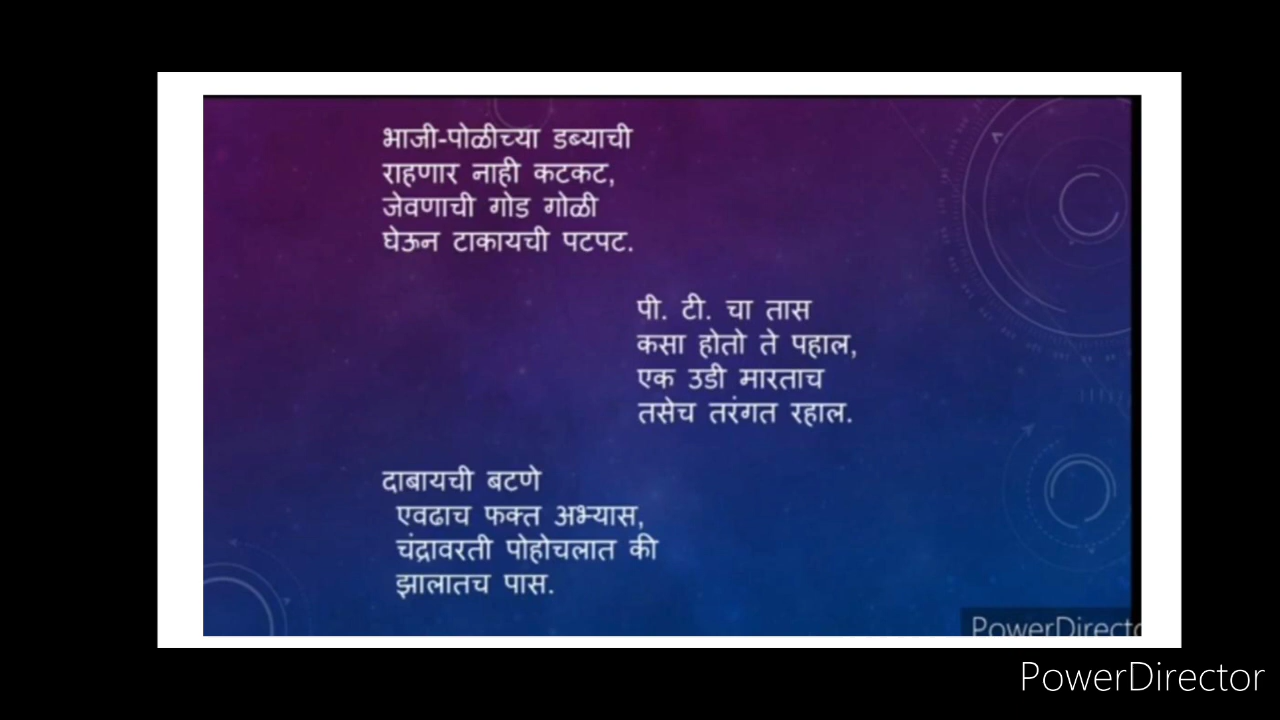 भाजी-पोळीच्या डब्याची
राहणार नाही कटकट,
जेवणाची गोड गोळी
घेऊन टाकायची पटपट.
पी. टी. चा तास
कसा होतो ते पहाल,
एक उडी मारताच
तसेच तरंगत रहाल.
दाबायची बटणे
एवढाच फक्त अभ्यास,
चंद्रावरती पोहोचलात की
झालातच पास.
PowerDirecto
PowerDirector